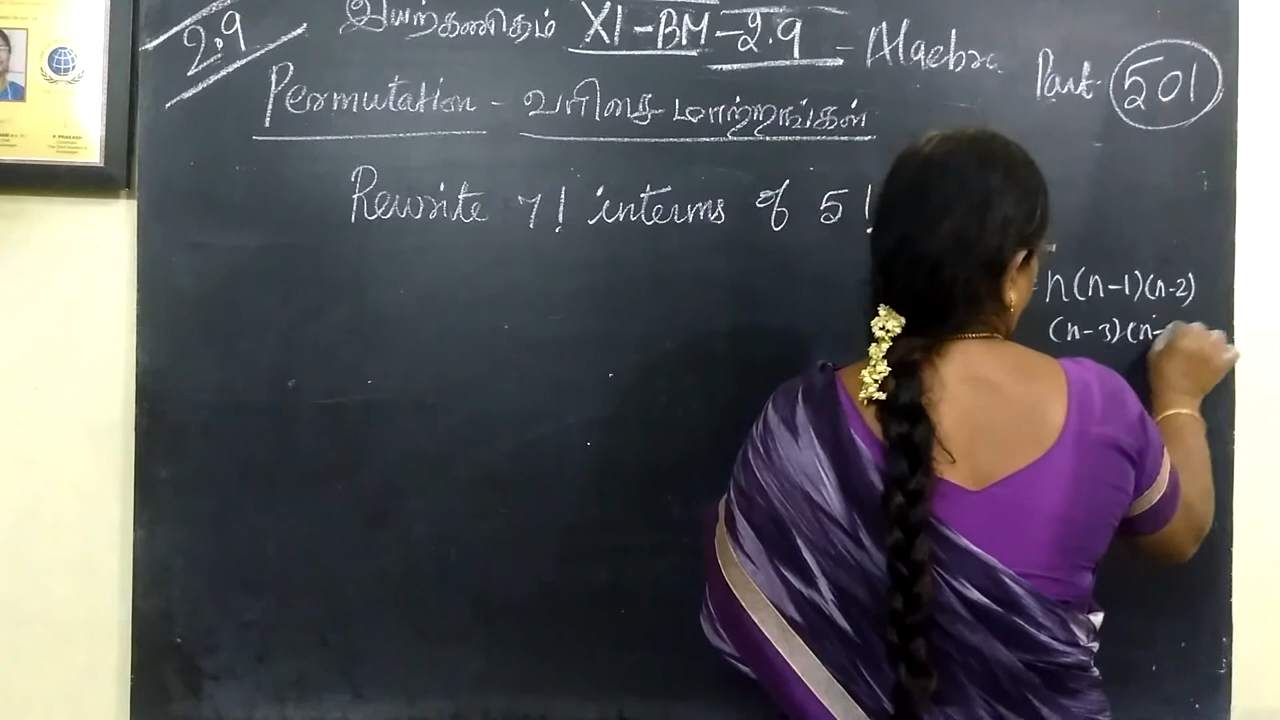 2.9
இயற்கணிதம் XI-BM-2.9 - Algebra
Part 501
Permutation - வரிசை மாற்றங்கள்
Rewrite 7! interms of 5!
n(n-1)(n-2)
(n-3)(n-